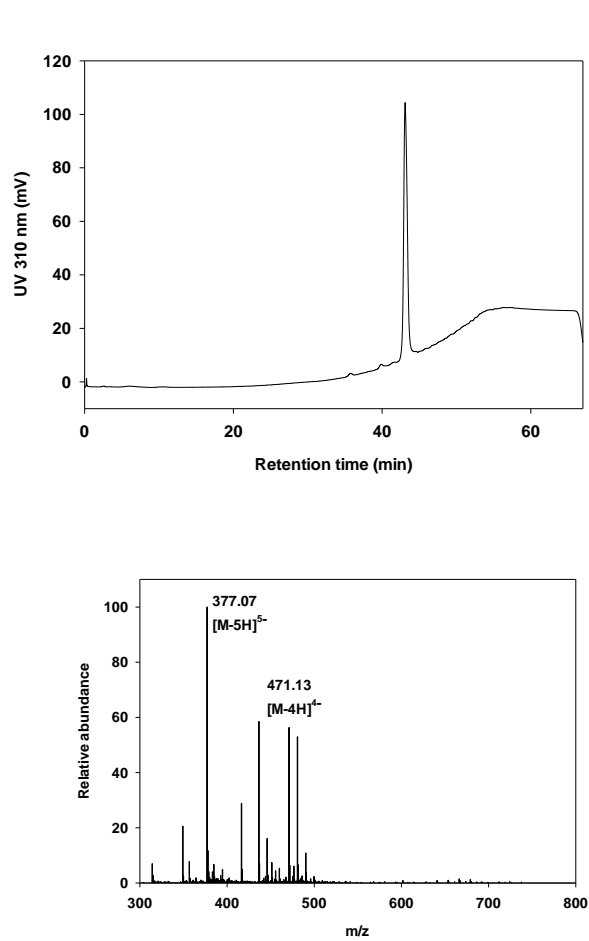 120
100
80
60
40
20
0
UV 310 nm (mV)
0 20 40 60
Retention time (min)
377.07
[M-5H]5-
471.13
[M-4H]4-
100
80
60
40
20
0
Relative abundance
300 400 500 600 700 800
m/z